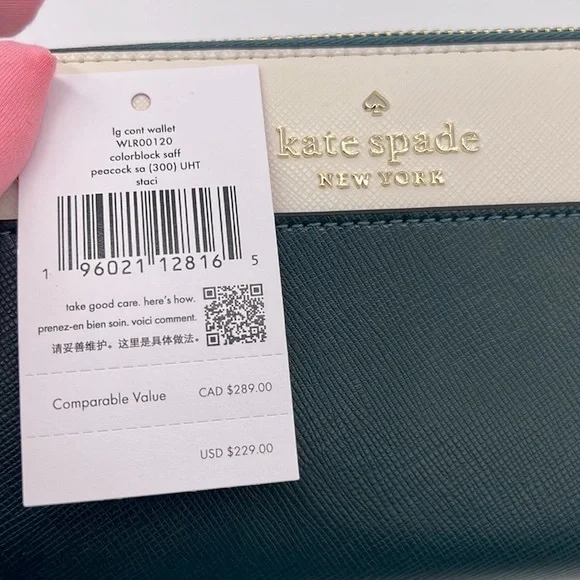 lg cont wallet
WLR00120
colorblock saff
peacock sa (300) UHT
staci
1 96021 12816 5
take good care. here's how.
prenez-en bien soin. voici comment.
请妥善维护。这里是具体做法。
Comparable Value CAD $289.00
USD $229.00
kate spade
NEW YORK